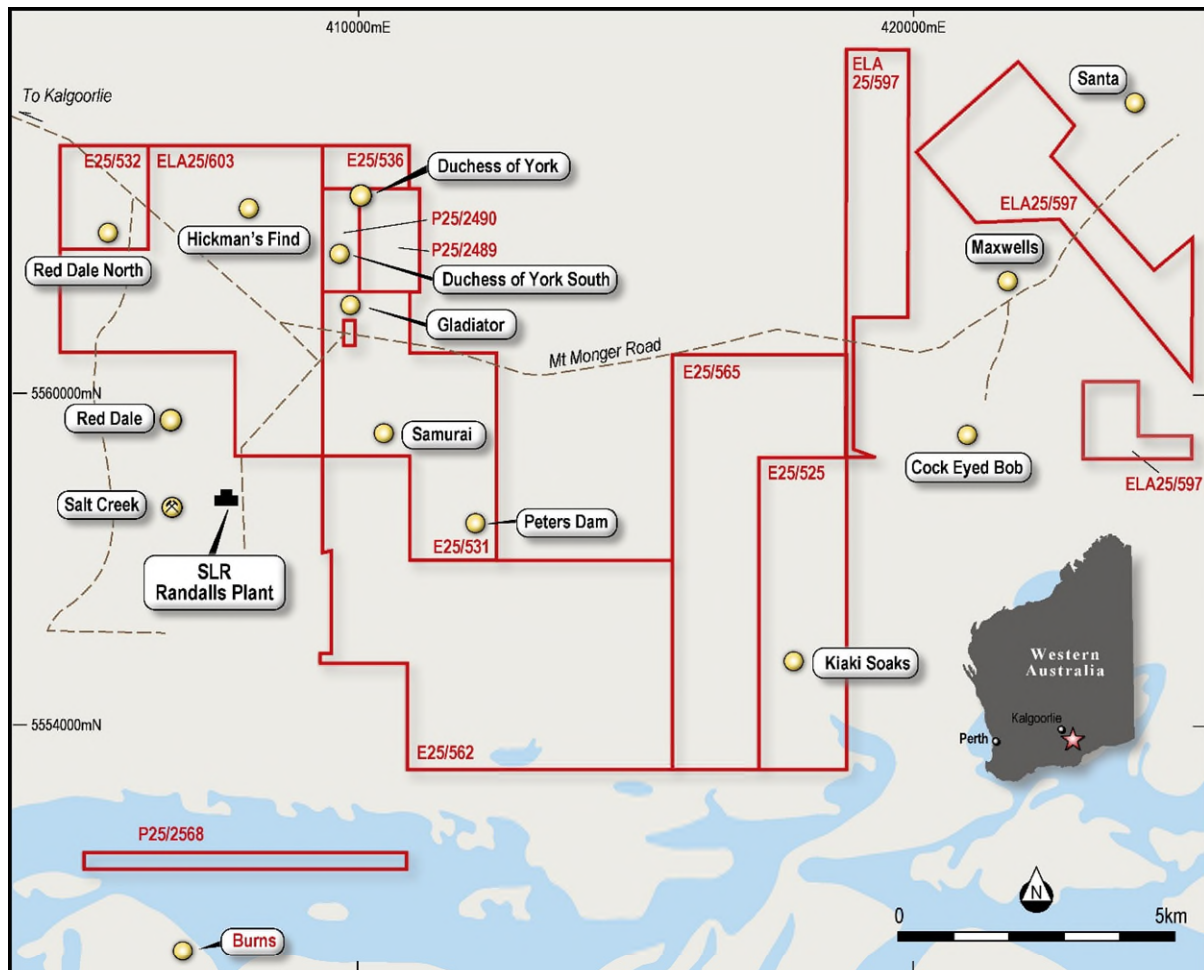 410000mE
420000mE
To Kalgoorlie
ELA
25/597
Santa
E25/532
ELA25/603
E25/536
Duchess of York
P25/2490
ELA25/597
Hickman's Find
P25/2489
Maxwells
Red Dale North
Duchess of York South
Gladiator
Mt Monger Road
E25/565
5560000mN
Red Dale
Samurai
Cock Eyed Bob
E25/525
ELA25/597
Salt Creek
Peters Dam
E25/531
SLR
Randalls Plant
Western
Australia
Kiaki Soaks
Kalgoorlie
Perth
5554000mN
E25/562
P25/2568
N
0
5km
Burns